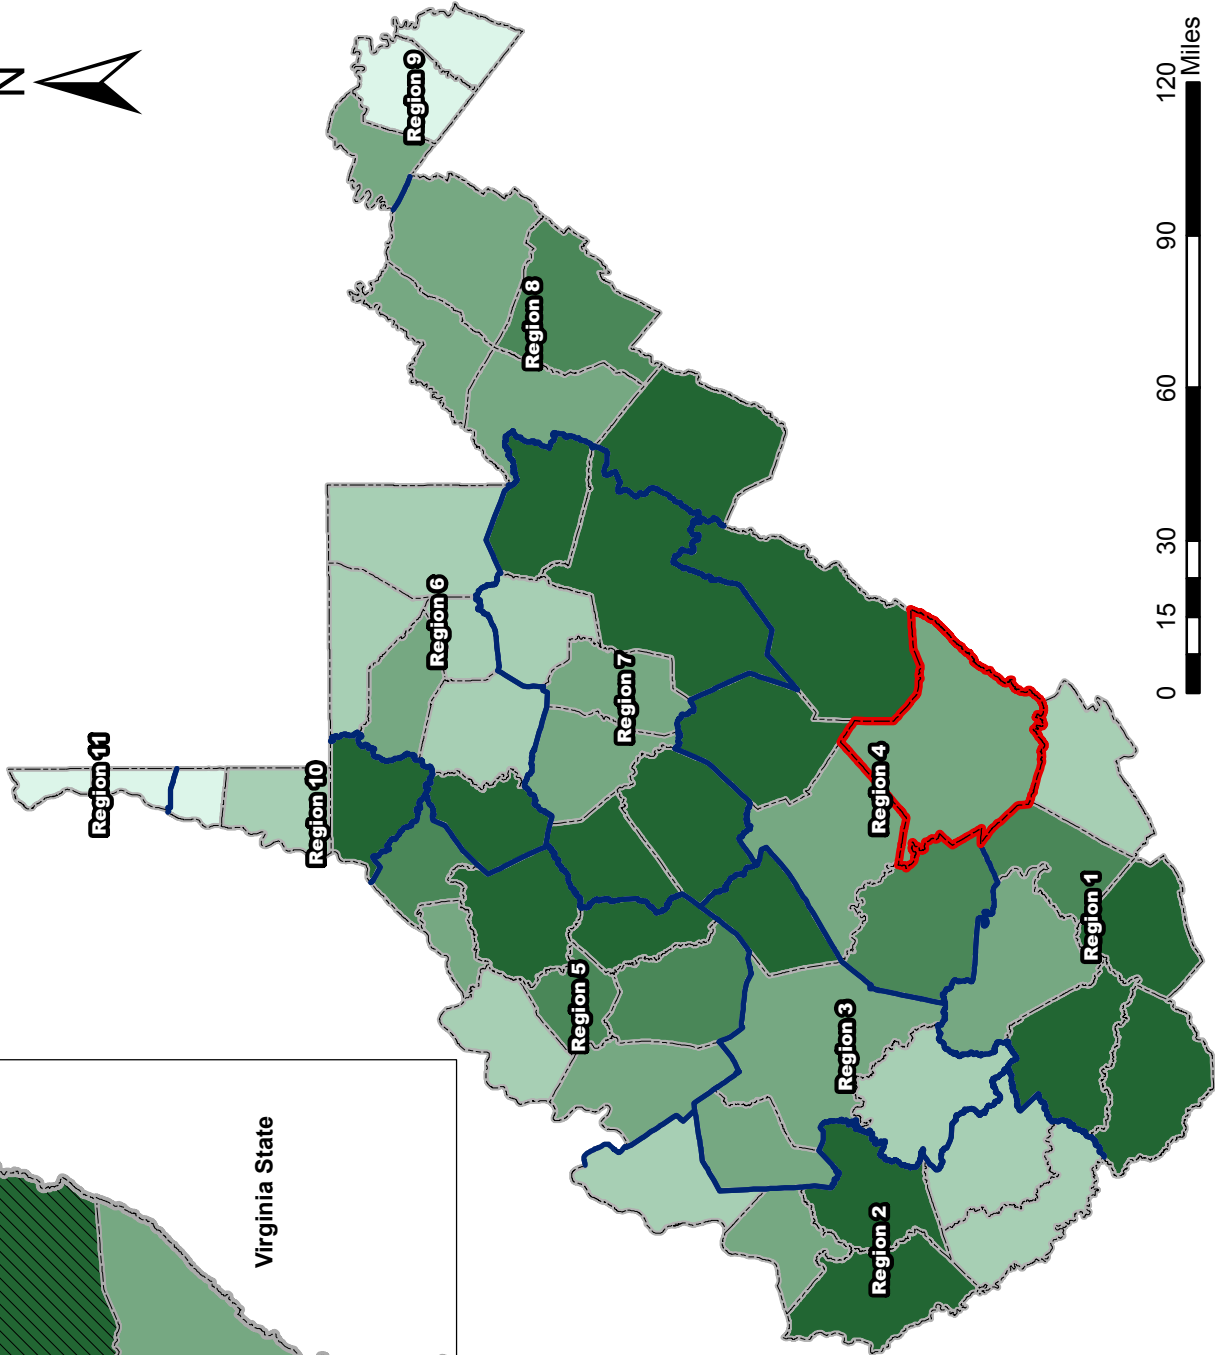 N
Region 11
Region 10
Region 9
Region 6
Region 8
Region 7
Region 5
Region 4
Region 3
Region 1
Region 2
Virginia State
0 15 30 60 90 120
Miles